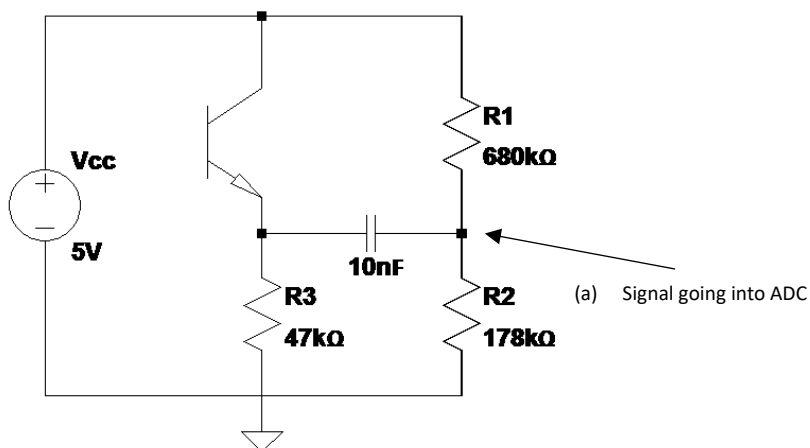 Vcc
5V
R1
680kΩ
10nF
R3
47kΩ
R2
178kΩ
(a) Signal going into ADC